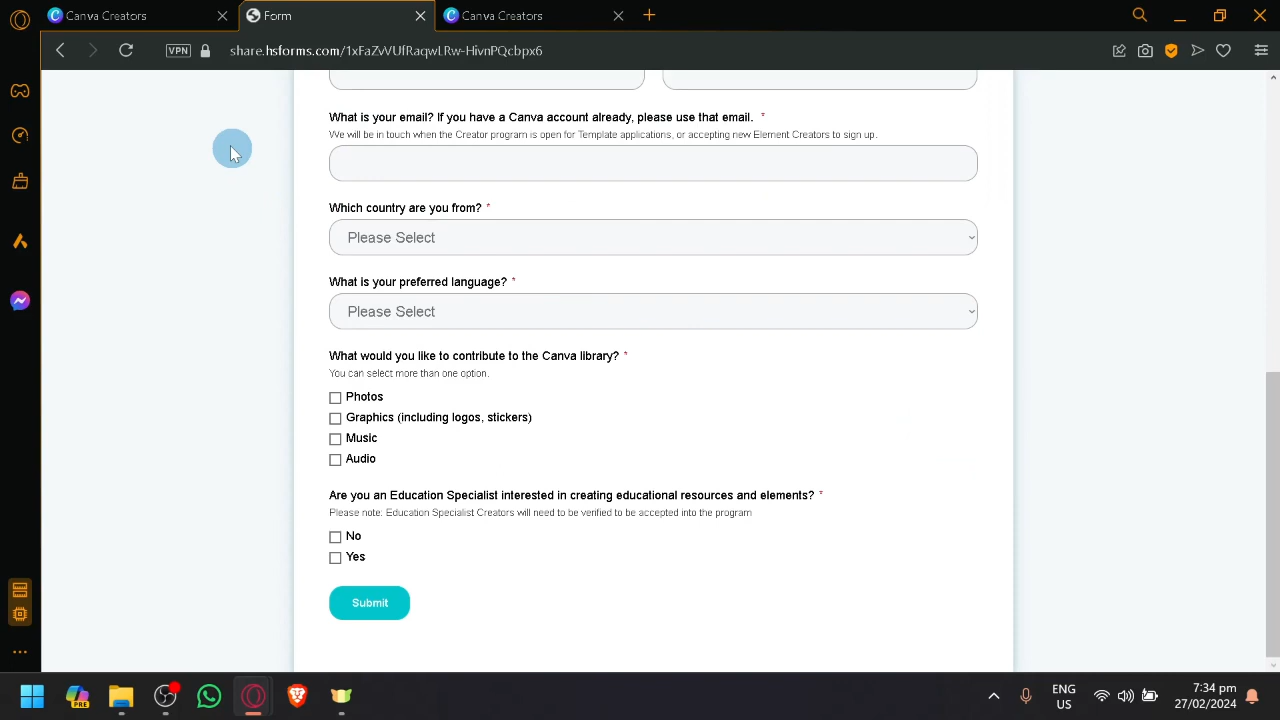 Canva Creators
Form
Canva Creators
VPN
share.hsforms.com/1xFaZvVUfRaqwLRw-HivnPQcbpx6
What is your email? If you have a Canva account already, please use that email. *
We will be in touch when the Creator program is open for Template applications, or accepting new Element Creators to sign up.
Which country are you from? *
Please Select
What is your preferred language? *
Please Select
What would you like to contribute to the Canva library? *
You can select more than one option.
Photos
Graphics (including logos, stickers)
Music
Audio
Are you an Education Specialist interested in creating educational resources and elements? *
Please note: Education Specialist Creators will need to be verified to be accepted into the program
No
Yes
Submit
PRE
ENG
US
7:34 pm
27/02/2024